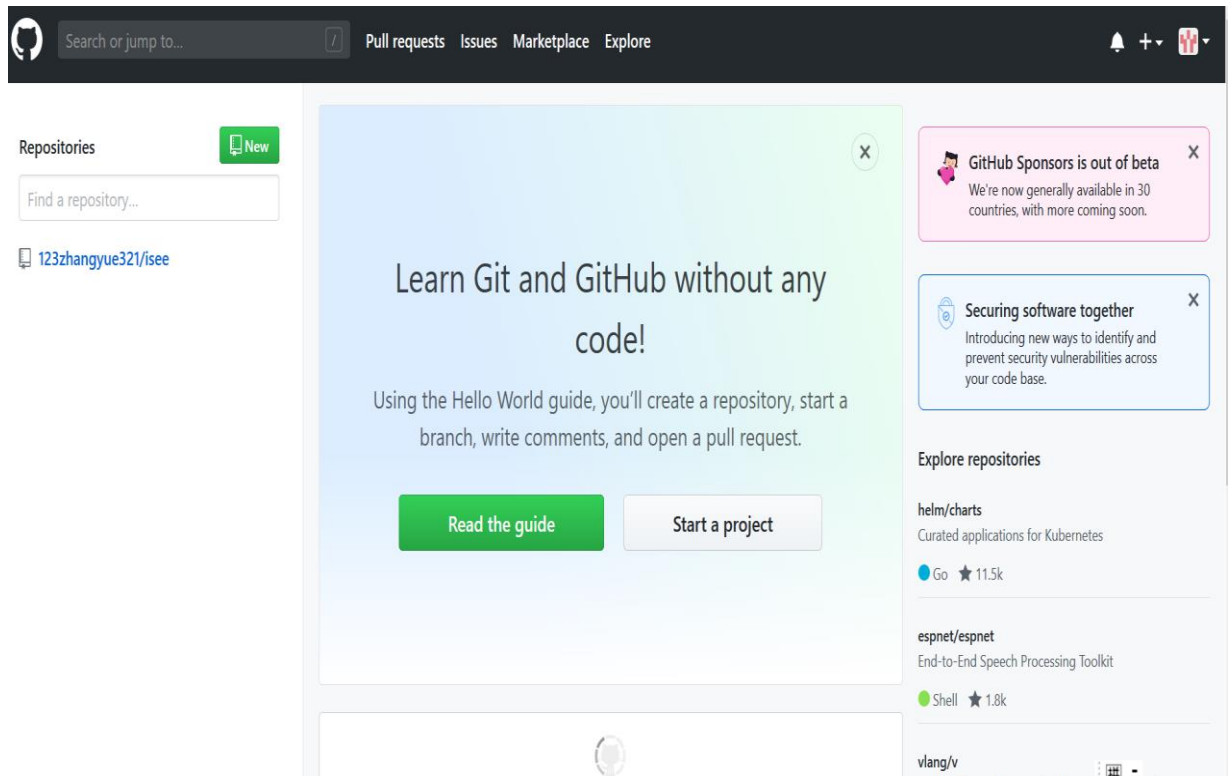 Search or jump to...
/
Pull requests Issues Marketplace Explore
Repositories
New
Find a repository...
123zhangyue321/isee
Learn Git and GitHub without any
code!
Using the Hello World guide, you'll create a repository, start a
branch, write comments, and open a pull request.
Read the guide
Start a project
GitHub Sponsors is out of beta
We're now generally available in 30
countries, with more coming soon.
Securing software together
Introducing new ways to identify and
prevent security vulnerabilities across
your code base.
Explore repositories
helm/charts
Curated applications for Kubernetes
Go ★ 11.5k
espnet/espnet
End-to-End Speech Processing Toolkit
Shell ★ 1.8k
vlang/v
拼